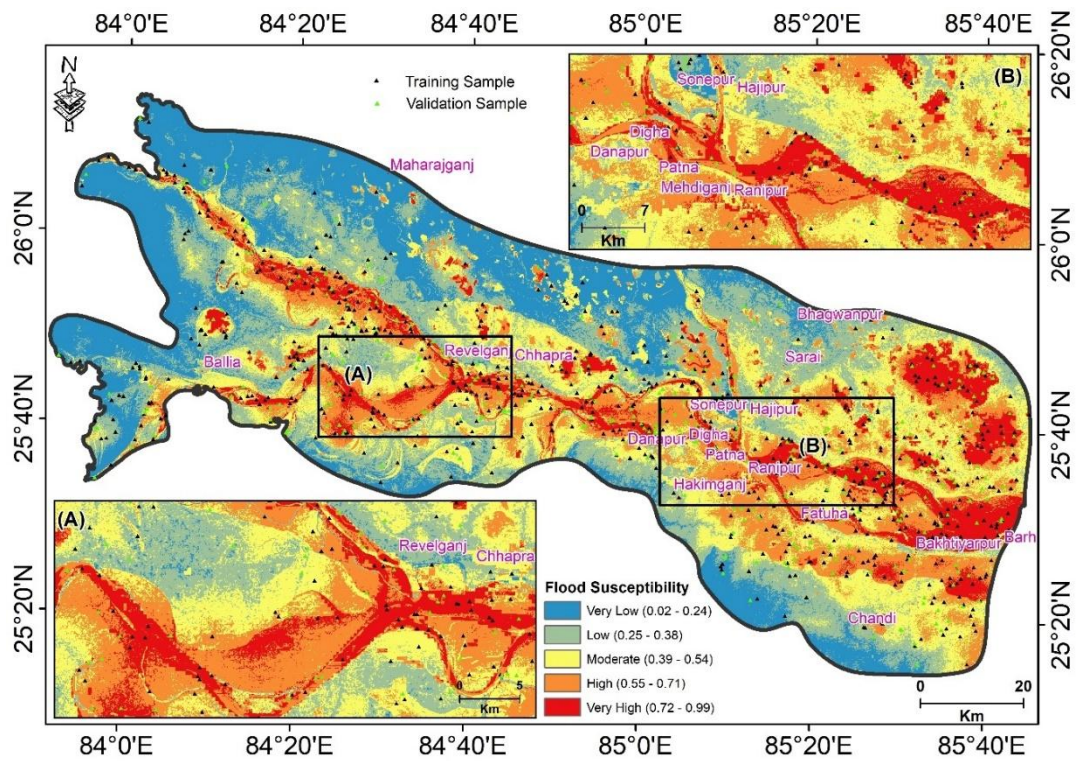 84°0'E 84°20'E 84°40'E 85°0'E 85°20'E 85°40'E
26°20'N
26°0'N
25°40'N
25°20'N
26°0'N
25°40'N
25°20'N
N
Training Sample
Validation Sample
Maharajganj
(B)
Sonepur
Hajipur
Digha
Danapur
Patna
Mehdiganj
Ranipur
0 7
Km
Ballia
Revelganj
Chhapra
(A)
Bhagwanpur
Sarai
Sonepur
Hajipur
Danapur
Digha
Patna
(B)
Ranipur
Hakimganj
Fatuha
Bakhtiyarpur
Barh
Chandi
(A)
Revelganj
Chhapra
0 5
Km
Flood Susceptibility
Very Low (0.02 - 0.24)
Low (0.25 - 0.38)
Moderate (0.39 - 0.54)
High (0.55 - 0.71)
Very High (0.72 - 0.99)
0 20
Km
84°0'E 84°20'E 84°40'E 85°0'E 85°20'E 85°40'E